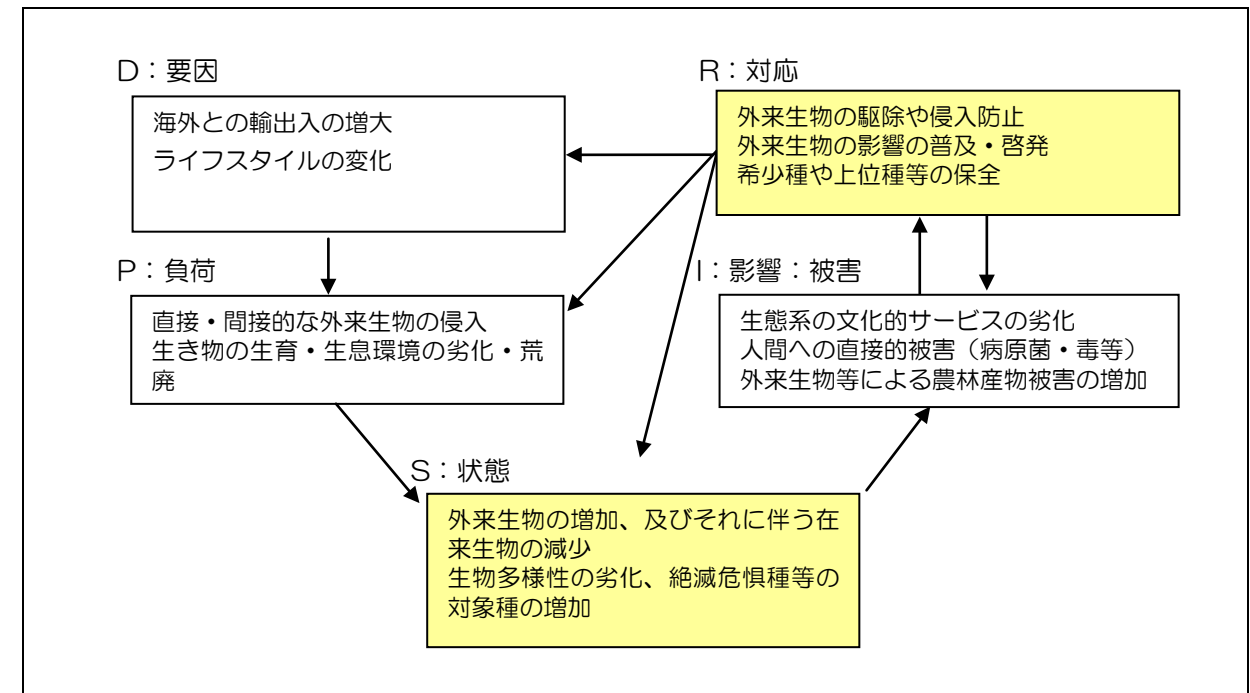 D：要因
海外との輸出入の増大
ライフスタイルの変化
R：対応
外来生物の駆除や侵入防止
外来生物の影響の普及・啓発
希少種や上位種等の保全
P：負荷
直接・間接的な外来生物の侵入
生き物の生育・生息環境の劣化・荒
廃
I：影響：被害
生態系の文化的サービスの劣化
人間への直接的被害（病原菌・毒等）
外来生物等による農林産物被害の増加
S：状態
外来生物の増加、及びそれに伴う在
来生物の減少
生物多様性の劣化、絶滅危惧種等の
対象種の増加